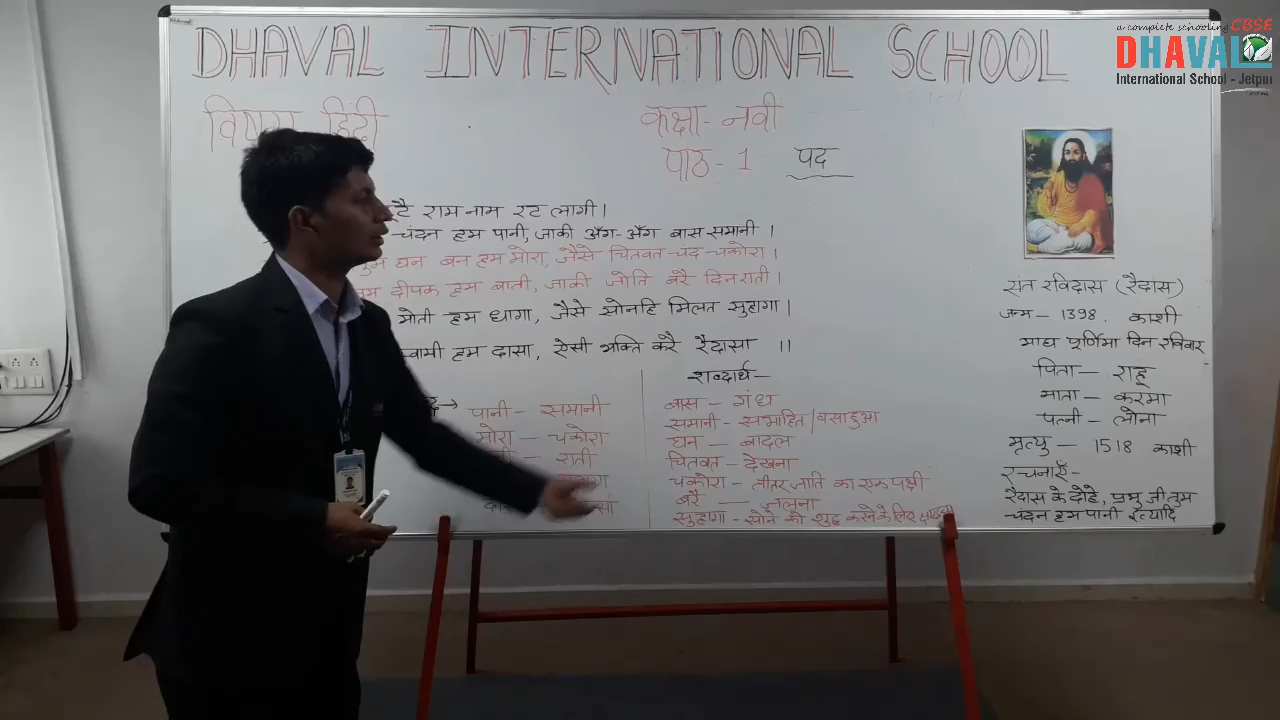 a complete schooling CBSE
DHAVAL
International School - Jetpur
DHAVAL INTERNATIONAL SCHOOL
विषय हिंदी
कक्षा - नवीं
पाठ - 1 पद
टै राम नाम रट लागी।
चंदन हम पानी, जाकी अँग-अँग बास समानी।
तुम घन बन हम मोरा, जैसे चितवत चंद चकोरा।
तुम दीपक हम बाती, जाकी जोति बरै दिन राती।
मोती हम धागा, जैसे सोनहि मिलत सुहागा।
स्वामी हम दासा, ऐसी भक्ति करै रैदासा ॥
पानी - समानी
मोरा - चकोरा
राती
शब्दार्थ -
बास - गंध
समानी - समाहित / बसा हुआ
घन - बादल
चितवत - देखना
चकोरा - तीतर जाति का एक पक्षी
बरै - जलना
सुहागा - सोने को शुद्ध करने के लिए
संत रविदास (रैदास)
जन्म - 1398 काशी
माघ पूर्णिमा दिन रविवार
पिता - राहू
माता - करमा
पत्नी - लोना
मृत्यु - 1518 काशी
रचनाएँ -
रैदास के दोहे, प्रभु जी तुम
चंदन हम पानी इत्यादि